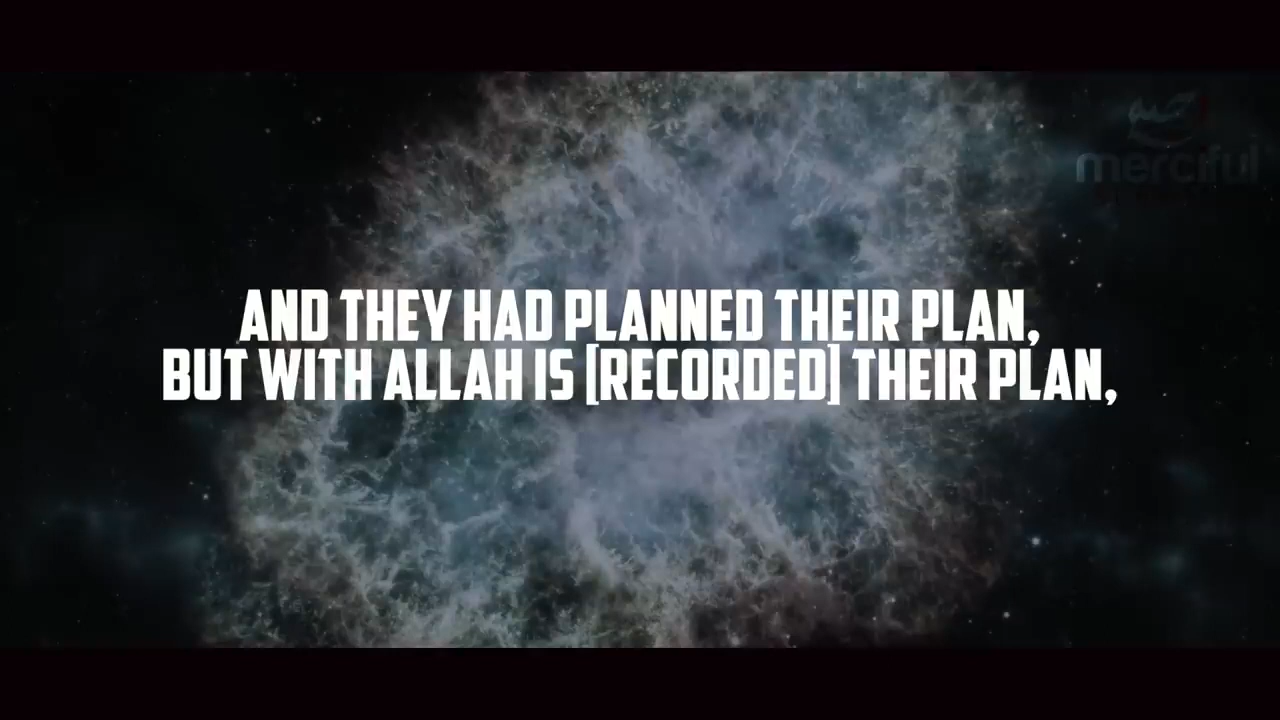 merciful
AND THEY HAD PLANNED THEIR PLAN,
BUT WITH ALLAH IS [RECORDED] THEIR PLAN,